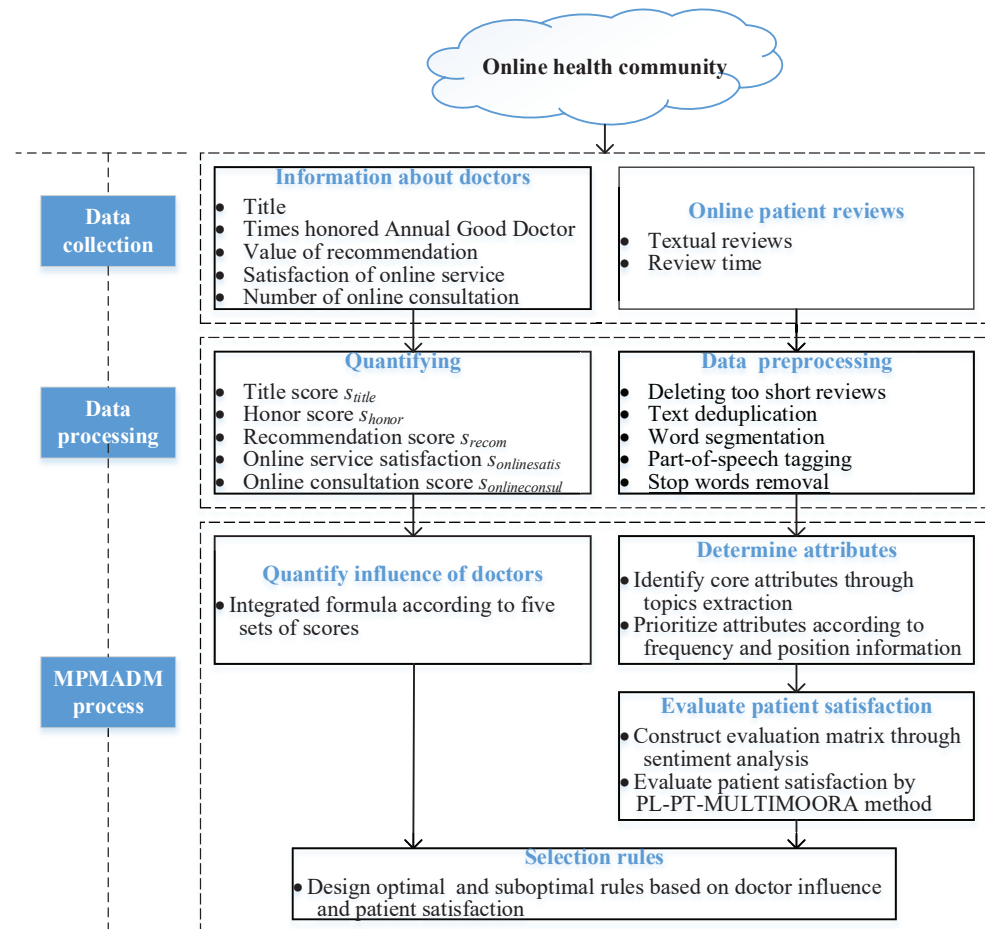 Online health community
Data
collection
Information about doctors
● Title
● Times honored Annual Good Doctor
● Value of recommendation
● Satisfaction of online service
● Number of online consultation
Online patient reviews
● Textual reviews
● Review time
Data
processing
Quantifying
● Title score s_title
● Honor score s_honor
● Recommendation score s_recom
● Online service satisfaction s_onlinesatis
● Online consultation score s_onlineconsul
Data preprocessing
● Deleting too short reviews
● Text deduplication
● Word segmentation
● Part-of-speech tagging
● Stop words removal
MPMADM
process
Quantify influence of doctors
● Integrated formula according to five
sets of scores
Determine attributes
● Identify core attributes through
topics extraction
● Prioritize attributes according to
frequency and position information
Evaluate patient satisfaction
● Construct evaluation matrix through
sentiment analysis
● Evaluate patient satisfaction by
PL-PT-MULTIMOORA method
Selection rules
● Design optimal and suboptimal rules based on doctor influence
and patient satisfaction